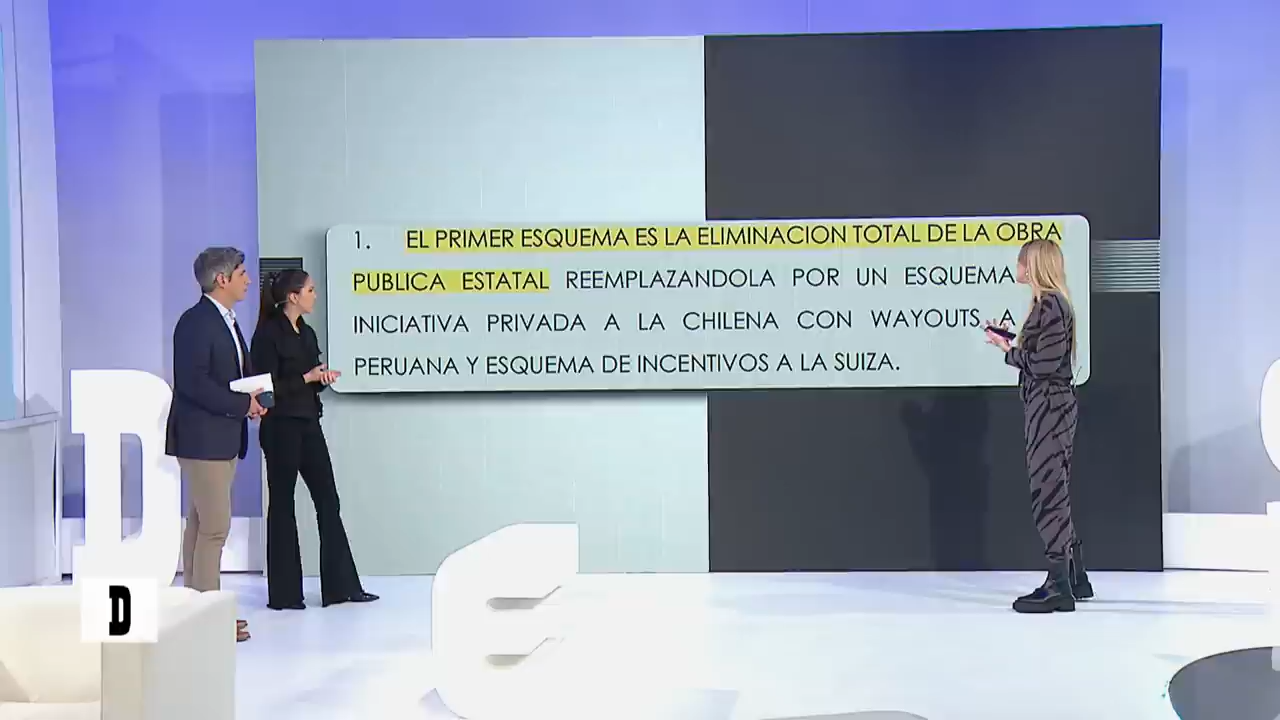 1. EL PRIMER ESQUEMA ES LA ELIMINACION TOTAL DE LA OBRA
PUBLICA ESTATAL REEMPLAZANDOLA POR UN ESQUEMA
INICIATIVA PRIVADA A LA CHILENA CON WAYOUTS A
PERUANA Y ESQUEMA DE INCENTIVOS A LA SUIZA.
D
D